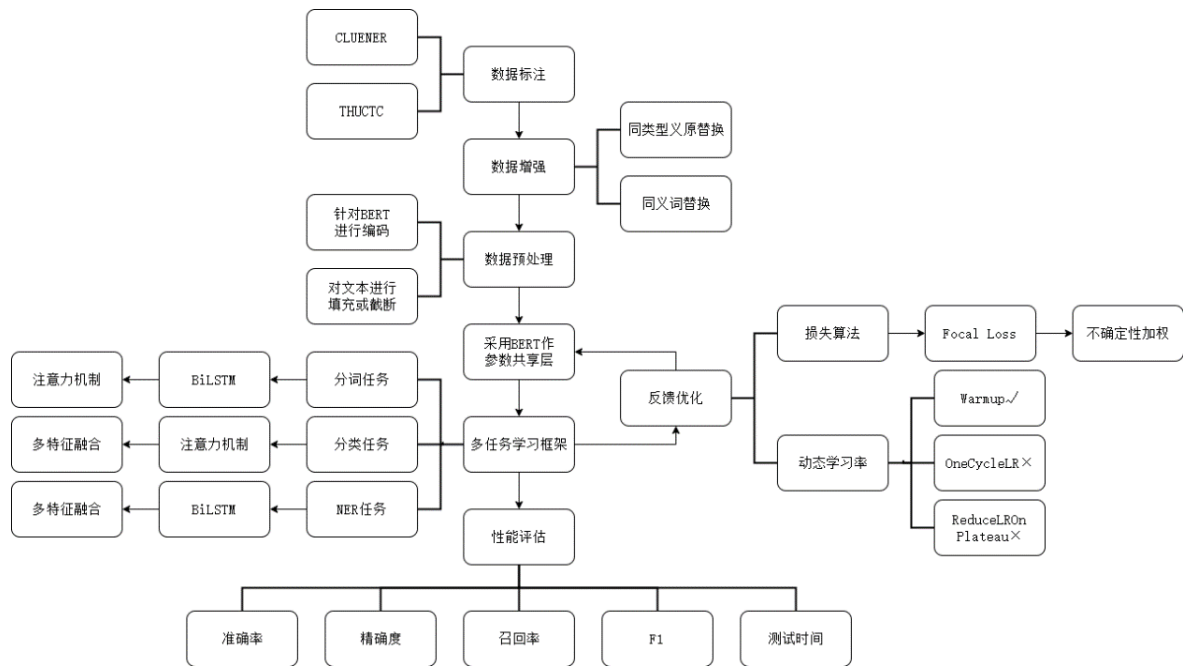 CLUENER
THUCTC
数据标注
数据增强
同类型义原替换
同义词替换
针对BERT
进行编码
对文本进行
填充或截断
数据预处理
采用BERT作
参数共享层
反馈优化
损失算法
Focal Loss
不确定性加权
动态学习率
Warmup✓
OneCycleLR×
ReduceLROn
Plateau×
多任务学习框架
分词任务
BiLSTM
注意力机制
分类任务
注意力机制
多特征融合
NER任务
BiLSTM
多特征融合
性能评估
准确率
精确度
召回率
F1
测试时间